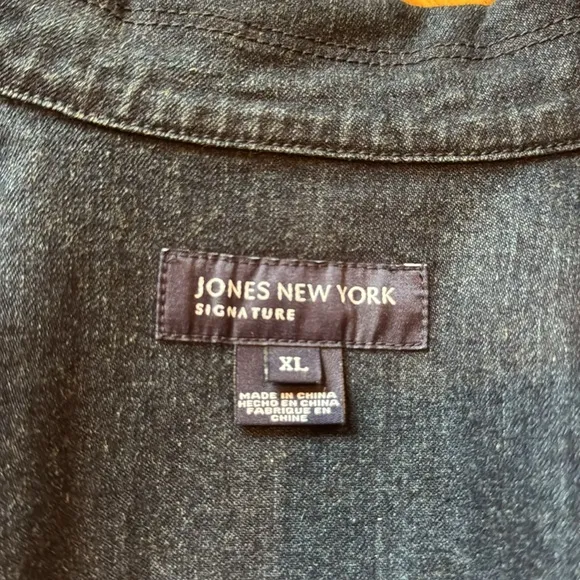 JONES NEW YORK
SIGNATURE
XL
MADE IN CHINA
HECHO EN CHINA
FABRIQUE EN
CHINE